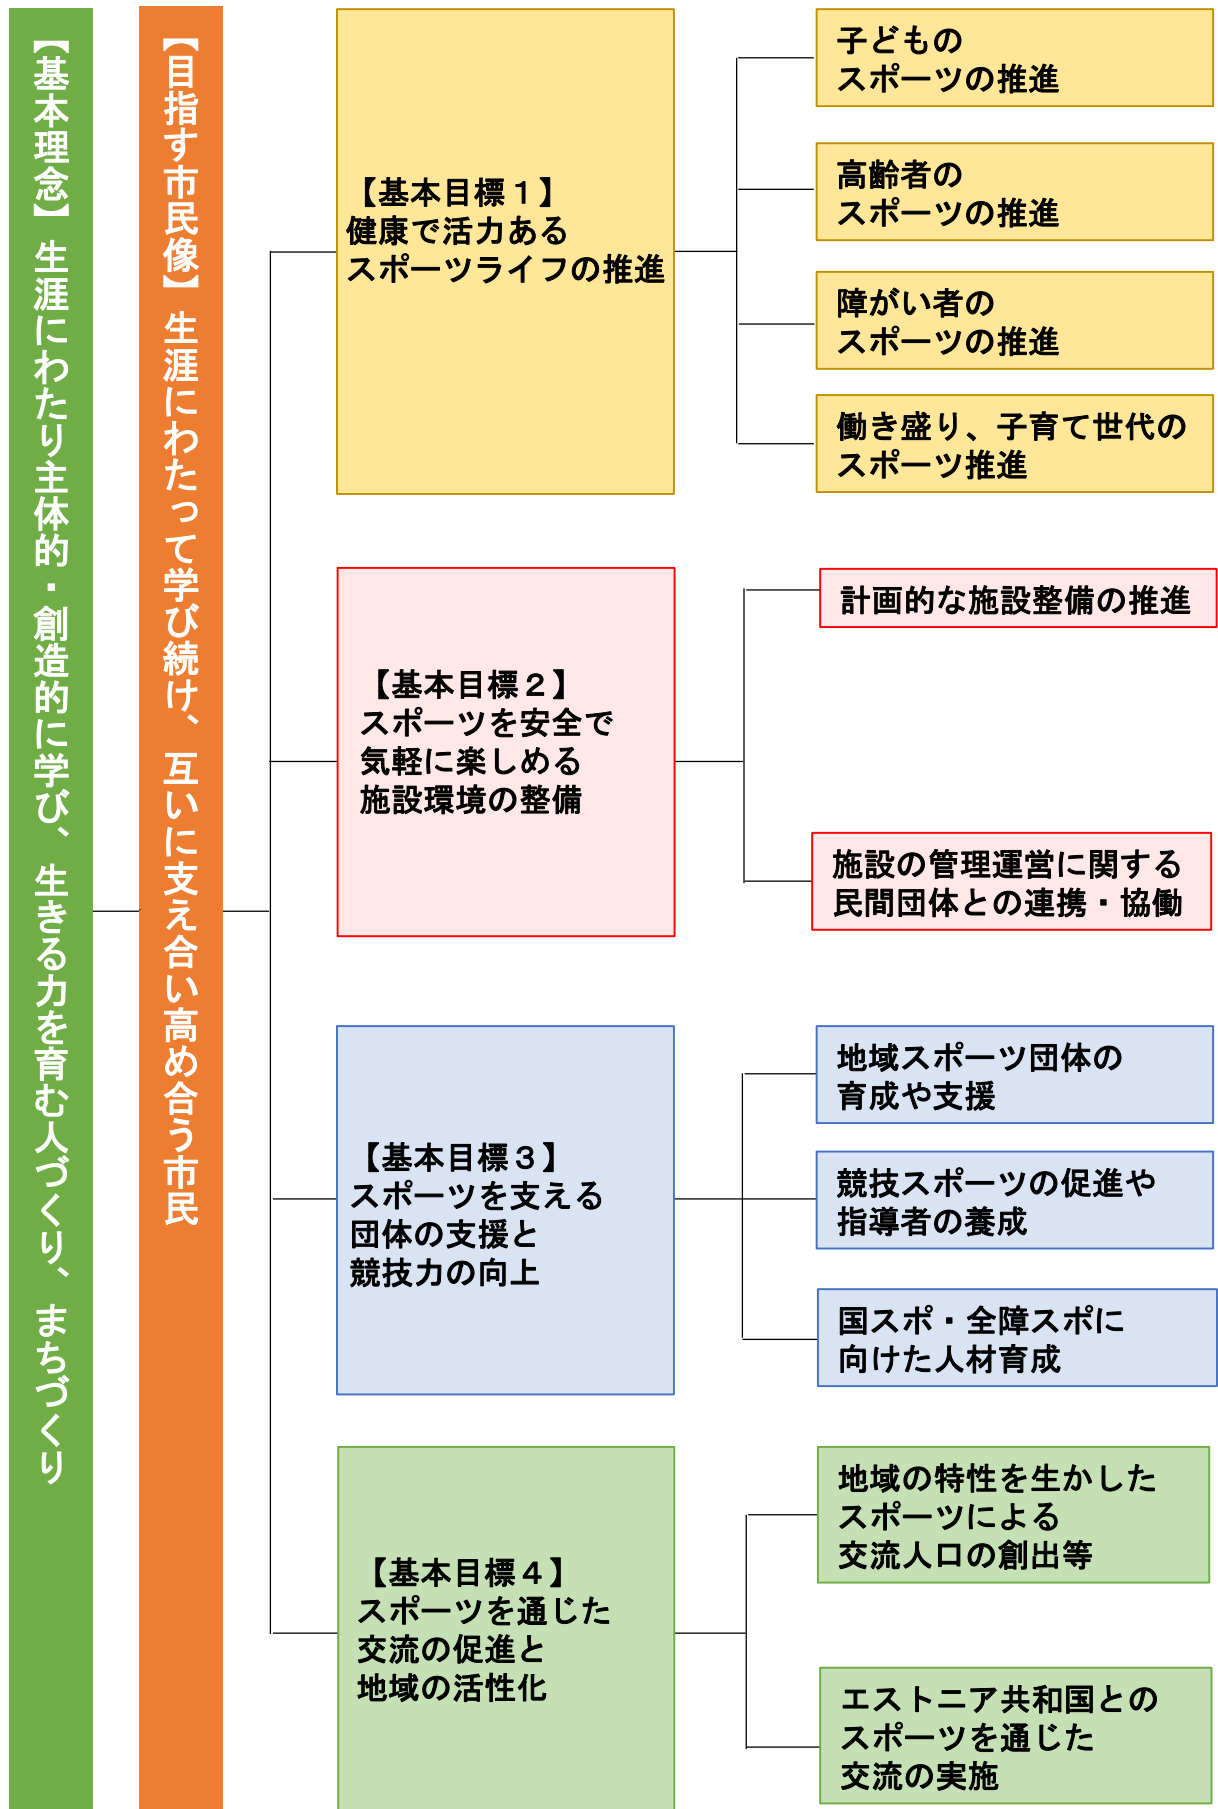 【基本理念】生涯にわたり主体的・創造的に学び、生きる力を育む人づくり、まちづくり
【目指す市民像】生涯にわたって学び続け、互いに支え合い高め合う市民
【基本目標１】
健康で活力ある
スポーツライフの推進
子どもの
スポーツの推進
高齢者の
スポーツの推進
障がい者の
スポーツの推進
働き盛り、子育て世代の
スポーツ推進
【基本目標２】
スポーツを安全で
気軽に楽しめる
施設環境の整備
計画的な施設整備の推進
施設の管理運営に関する
民間団体との連携・協働
【基本目標３】
スポーツを支える
団体の支援と
競技力の向上
地域スポーツ団体の
育成や支援
競技スポーツの促進や
指導者の養成
国スポ・全障スポに
向けた人材育成
【基本目標４】
スポーツを通じた
交流の促進と
地域の活性化
地域の特性を生かした
スポーツによる
交流人口の創出等
エストニア共和国との
スポーツを通じた
交流の実施